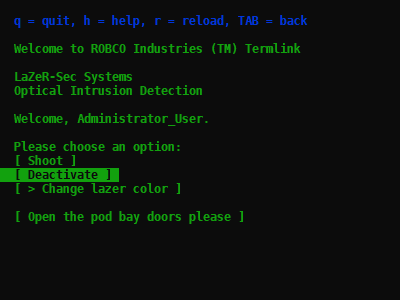 q = quit, h = help, r = reload, TAB = back
Welcome to ROBCO Industries (TM) Termlink
LaZeR-Sec Systems
Optical Intrusion Detection
Welcome, Administrator_User.
Please choose an option:
[ Shoot ]
[ Deactivate ]
[ > Change lazer color ]
[ Open the pod bay doors please ]